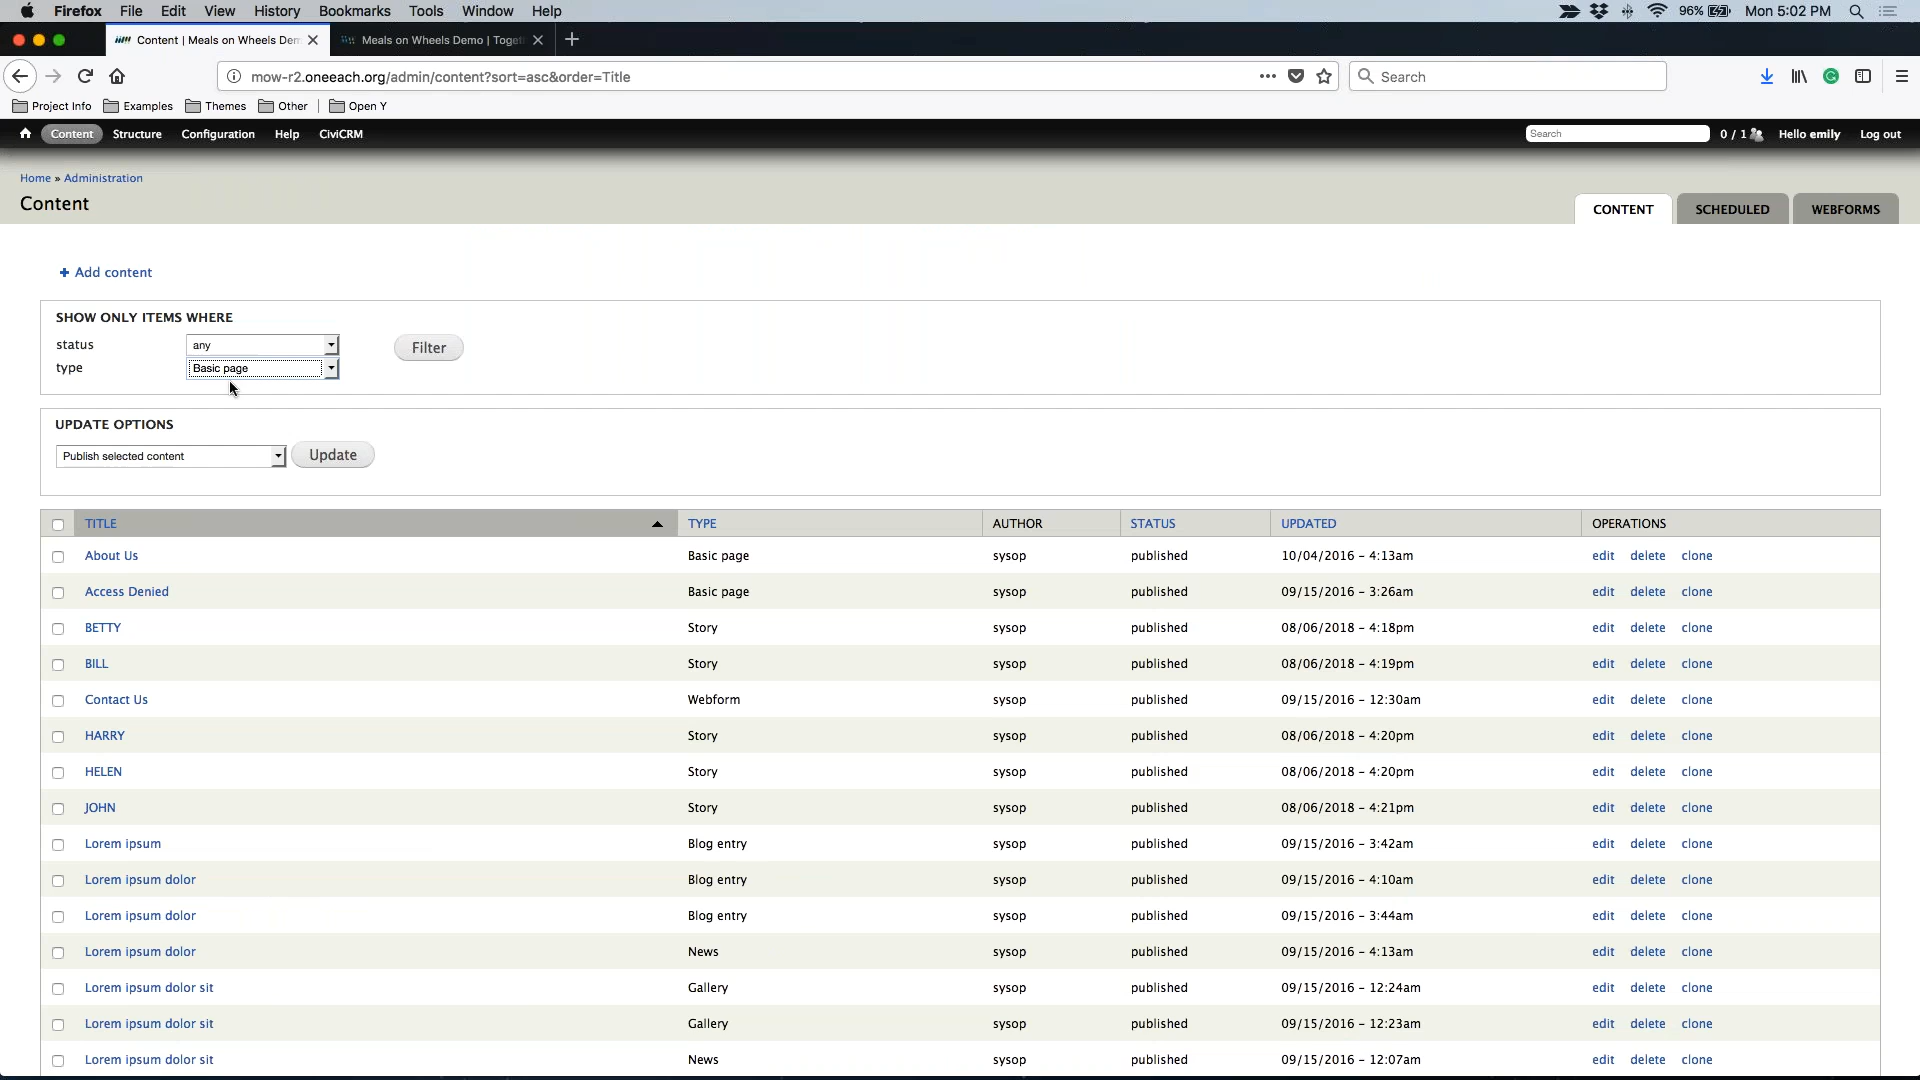 Firefox File Edit View History Bookmarks Tools Window Help 96% Mon 5:02 PM
Content | Meals on Wheels Dem Meals on Wheels Demo | Toget
mow-r2.oneeach.org/admin/content?sort=asc&order=Title Search
Project Info Examples Themes Other Open Y
Content Structure Configuration Help CiviCRM Search 0 / 1 Hello emily Log out
Home » Administration
Content CONTENT SCHEDULED WEBFORMS
+ Add content
SHOW ONLY ITEMS WHERE
status any Filter
type Basic page
UPDATE OPTIONS
Publish selected content Update
TITLE TYPE AUTHOR STATUS UPDATED OPERATIONS
About Us Basic page sysop published 10/04/2016 - 4:13am edit delete clone
Access Denied Basic page sysop published 09/15/2016 - 3:26am edit delete clone
BETTY Story sysop published 08/06/2018 - 4:18pm edit delete clone
BILL Story sysop published 08/06/2018 - 4:19pm edit delete clone
Contact Us Webform sysop published 09/15/2016 - 12:30am edit delete clone
HARRY Story sysop published 08/06/2018 - 4:20pm edit delete clone
HELEN Story sysop published 08/06/2018 - 4:20pm edit delete clone
JOHN Story sysop published 08/06/2018 - 4:21pm edit delete clone
Lorem ipsum Blog entry sysop published 09/15/2016 - 3:42am edit delete clone
Lorem ipsum dolor Blog entry sysop published 09/15/2016 - 4:10am edit delete clone
Lorem ipsum dolor Blog entry sysop published 09/15/2016 - 3:44am edit delete clone
Lorem ipsum dolor News sysop published 09/15/2016 - 4:13am edit delete clone
Lorem ipsum dolor sit Gallery sysop published 09/15/2016 - 12:24am edit delete clone
Lorem ipsum dolor sit Gallery sysop published 09/15/2016 - 12:23am edit delete clone
Lorem ipsum dolor sit News sysop published 09/15/2016 - 12:07am edit delete clone